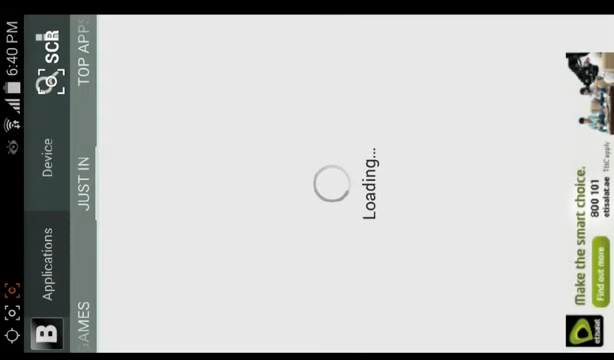 6:40 PM
B
Applications
Device
SCR
GAMES
JUST IN
TOP APPS
Loading...
Make the smart choice.
Find out more
800 101
etisalat.ae
T&C apply
etisalat